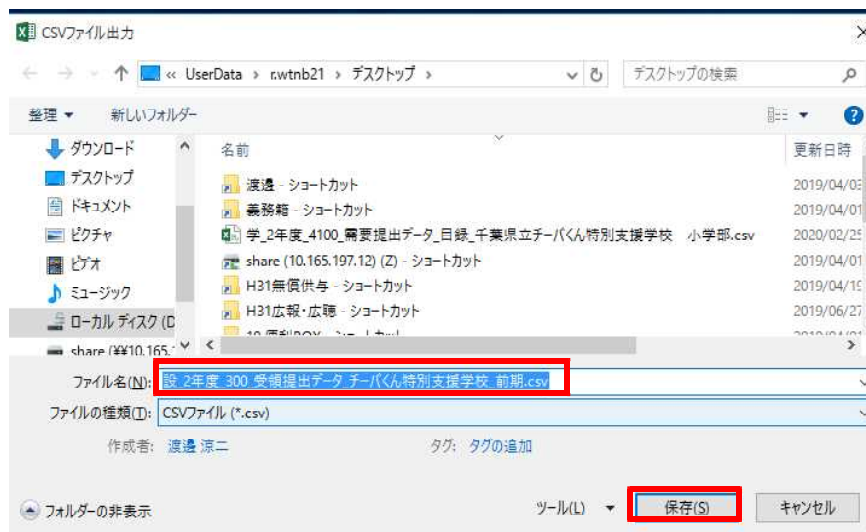 CSVファイル出力
« UserData › r.wtnb21 › デスクトップ ›
デスクトップの検索
整理
新しいフォルダー
ダウンロード
デスクトップ
ドキュメント
ピクチャ
ビデオ
ミュージック
ローカル ディスク (D
share (¥¥10.165.
名前
更新日時
渡邊 - ショートカット
2019/04/03
義務箱 - ショートカット
2019/04/01
学_2年度_4100_需要提出データ_目録_千葉県立チーバくん特別支援学校 小学部.csv
2020/02/25
share (10.165.197.12) (Z) - ショートカット
2019/04/01
H31無償供与 - ショートカット
2019/04/19
H31広報・広聴 - ショートカット
2019/06/27
ファイル名(N):
設_2年度_300_受領提出データ_チーバくん特別支援学校_前期.csv
ファイルの種類(T):
CSVファイル (*.csv)
作成者:
渡邊 涼二
タグ:
タグの追加
フォルダーの非表示
ツール(L)
保存(S)
キャンセル